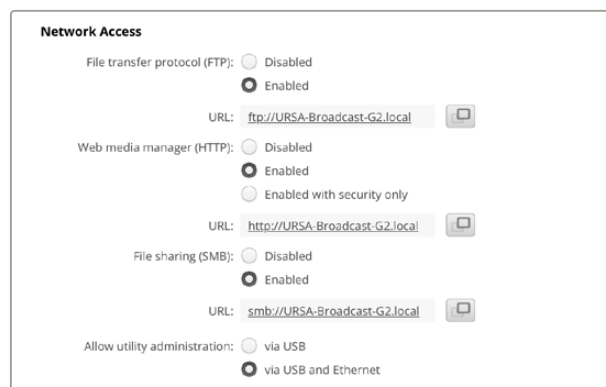 Network Access
File transfer protocol (FTP): Disabled
Enabled
URL: ftp://URSA-Broadcast-G2.local
Web media manager (HTTP): Disabled
Enabled
Enabled with security only
URL: http://URSA-Broadcast-G2.local
File sharing (SMB): Disabled
Enabled
URL: smb://URSA-Broadcast-G2.local
Allow utility administration: via USB
via USB and Ethernet